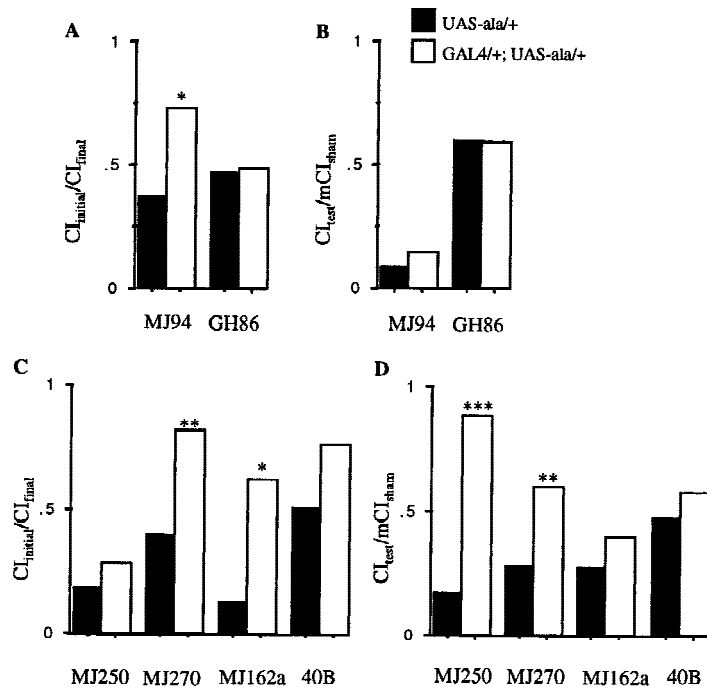 A
B
UAS-ala/+
GAL4/+; UAS-ala/+
1
1
*
.5
.5
CIinitial/CIfinal
CItest/mCIsham
0
0
MJ94 GH86
MJ94 GH86
C
D
1
1
** *
*** **
.5
.5
CIinitial/CIfinal
CItest/mCIsham
0
0
MJ250 MJ270 MJ162a 40B
MJ250 MJ270 MJ162a 40B